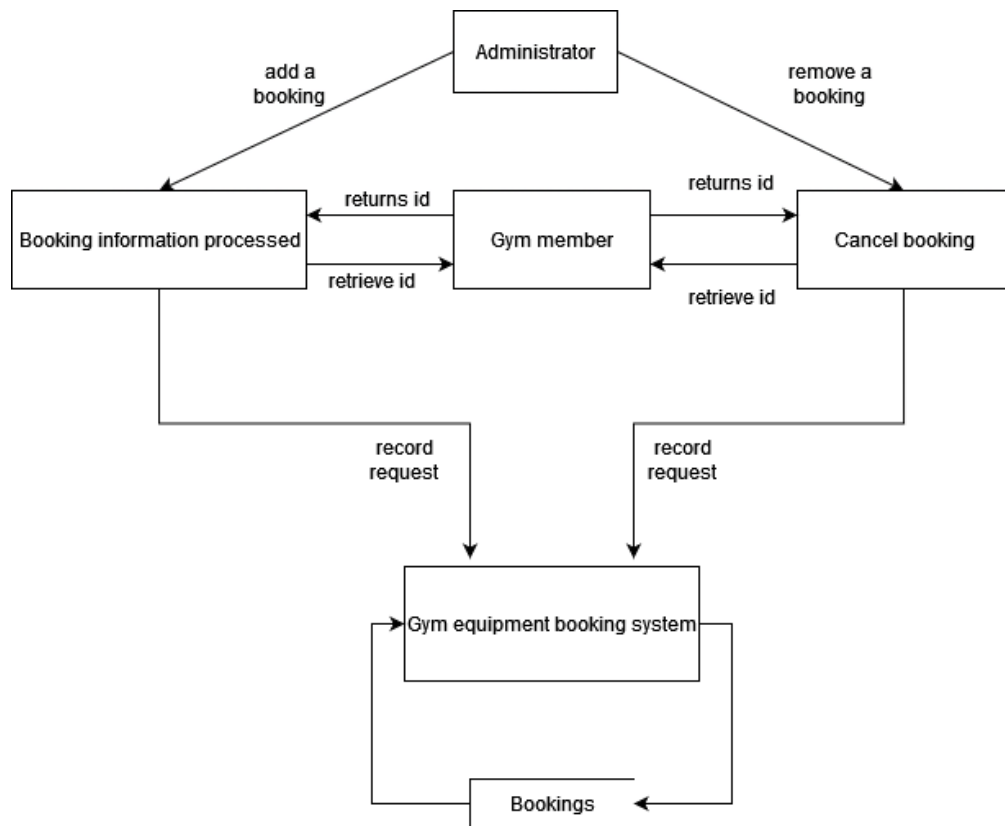 Administrator
add a
booking
remove a
booking
returns id
returns id
Booking information processed
Gym member
Cancel booking
retrieve id
retrieve id
record
request
record
request
Gym equipment booking system
Bookings